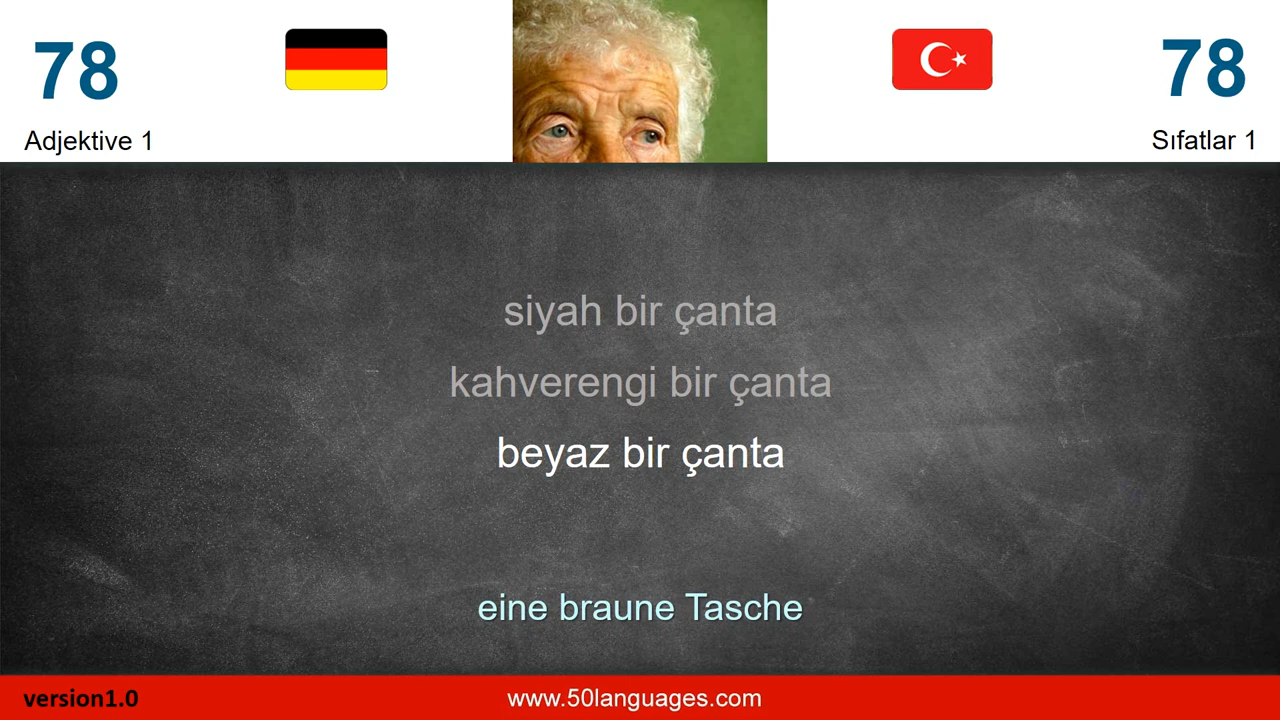 78
78
Adjektive 1
Sıfatlar 1
siyah bir çanta
kahverengi bir çanta
beyaz bir çanta
eine braune Tasche
version1.0
www.50languages.com